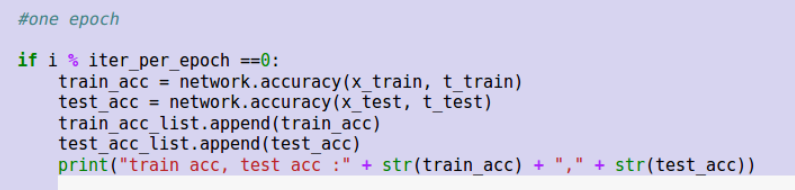 #one epoch
if i % iter_per_epoch ==0:
    train_acc = network.accuracy(x_train, t_train)
    test_acc = network.accuracy(x_test, t_test)
    train_acc_list.append(train_acc)
    test_acc_list.append(test_acc)
    print("train acc, test acc :" + str(train_acc) + "," + str(test_acc))